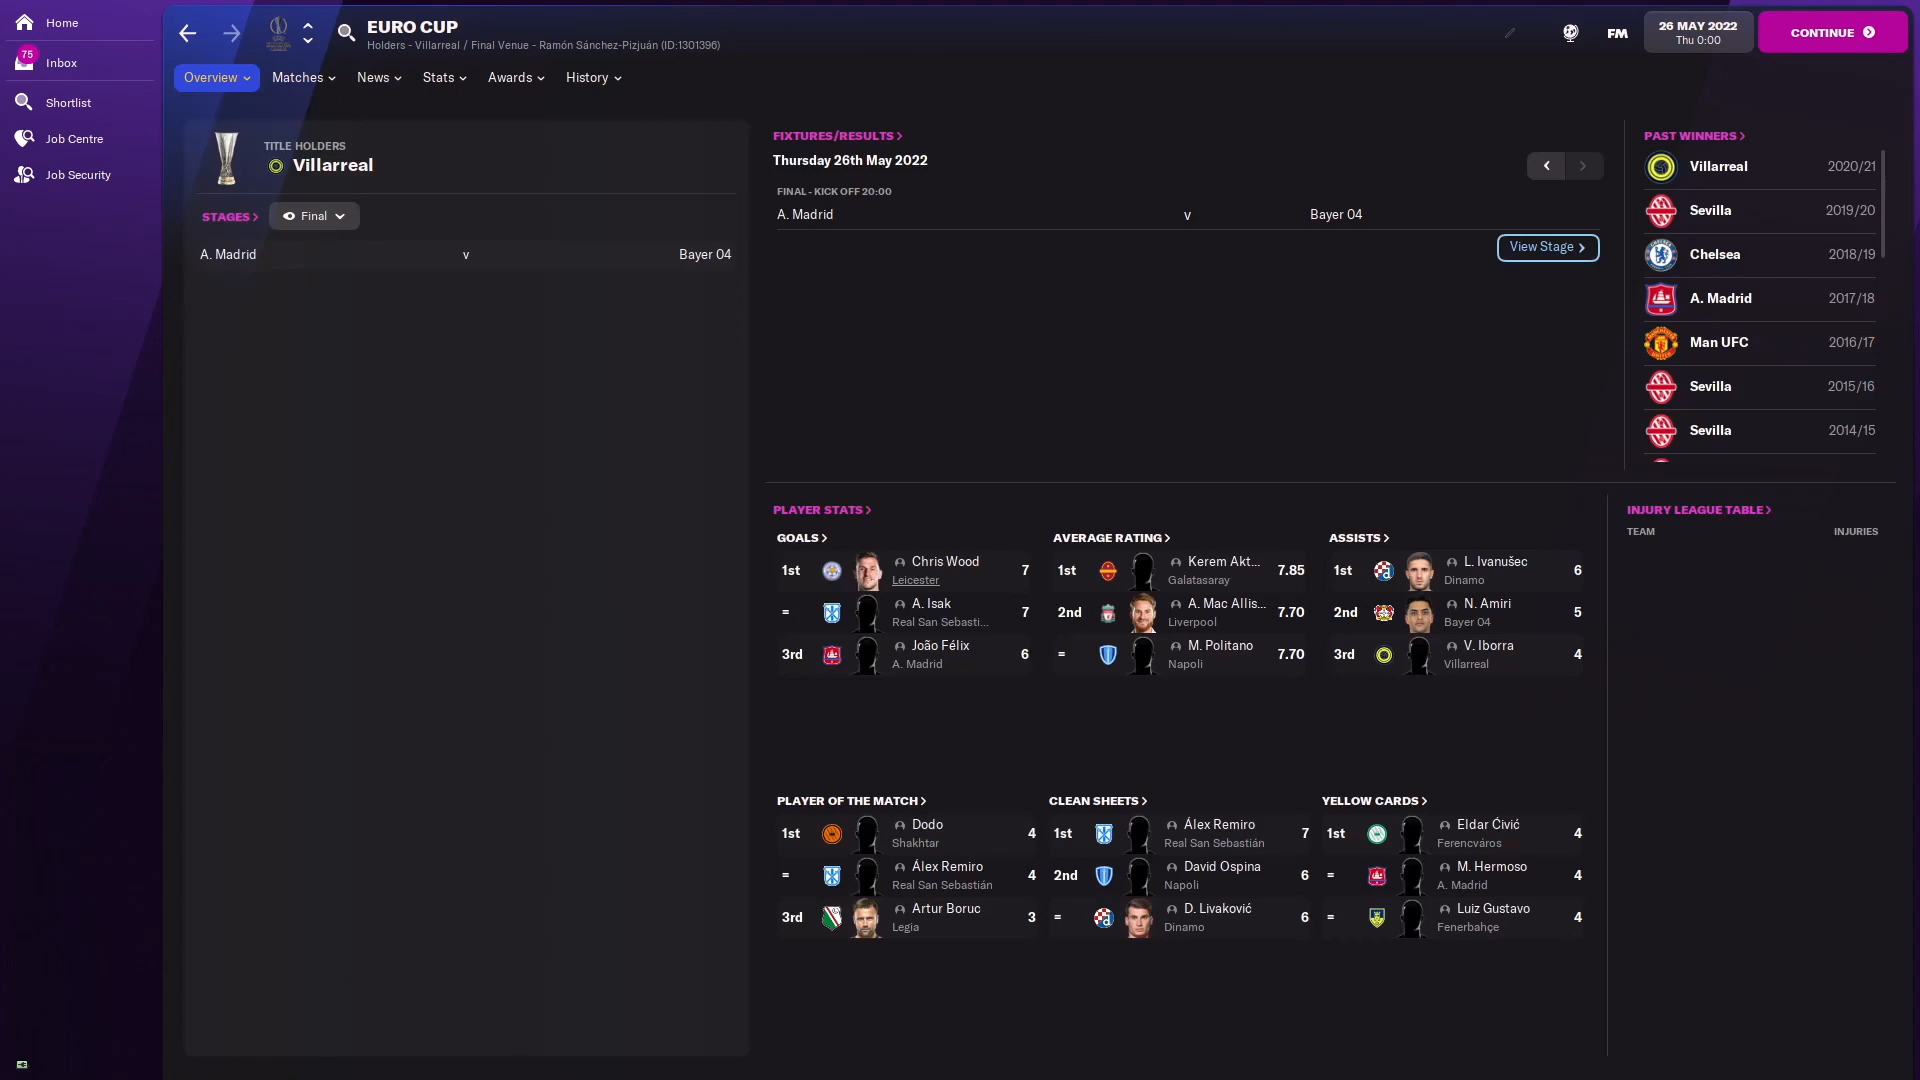 Home
75
Inbox
Shortlist
Job Centre
Job Security
EURO CUP
Holders - Villarreal / Final Venue - Ramón Sánchez-Pizjuán (ID:1301396)
FM
26 MAY 2022
Thu 0:00
CONTINUE
Overview
Matches
News
Stats
Awards
History
TITLE HOLDERS
Villarreal
STAGES
Final
A. Madrid v Bayer 04
FIXTURES/RESULTS
Thursday 26th May 2022
FINAL - KICK OFF 20:00
A. Madrid v Bayer 04
View Stage
PAST WINNERS
Villarreal 2020/21
Sevilla 2019/20
Chelsea 2018/19
A. Madrid 2017/18
Man UFC 2016/17
Sevilla 2015/16
Sevilla 2014/15
PLAYER STATS
GOALS
1st Chris Wood 7
Leicester
= A. Isak 7
Real San Sebasti...
3rd João Félix 6
A. Madrid
AVERAGE RATING
1st Kerem Akt... 7.85
Galatasaray
2nd A. Mac Allis... 7.70
Liverpool
= M. Politano 7.70
Napoli
ASSISTS
1st L. Ivanušec 6
Dinamo
2nd N. Amiri 5
Bayer 04
3rd V. Iborra 4
Villarreal
PLAYER OF THE MATCH
1st Dodo 4
Shakhtar
= Álex Remiro 4
Real San Sebastián
3rd Artur Boruc 3
Legia
CLEAN SHEETS
1st Álex Remiro 7
Real San Sebastián
2nd David Ospina 6
Napoli
= D. Livaković 6
Dinamo
YELLOW CARDS
1st Eldar Ćivić 4
Ferencváros
= M. Hermoso 4
A. Madrid
= Luiz Gustavo 4
Fenerbahçe
INJURY LEAGUE TABLE
TEAM INJURIES